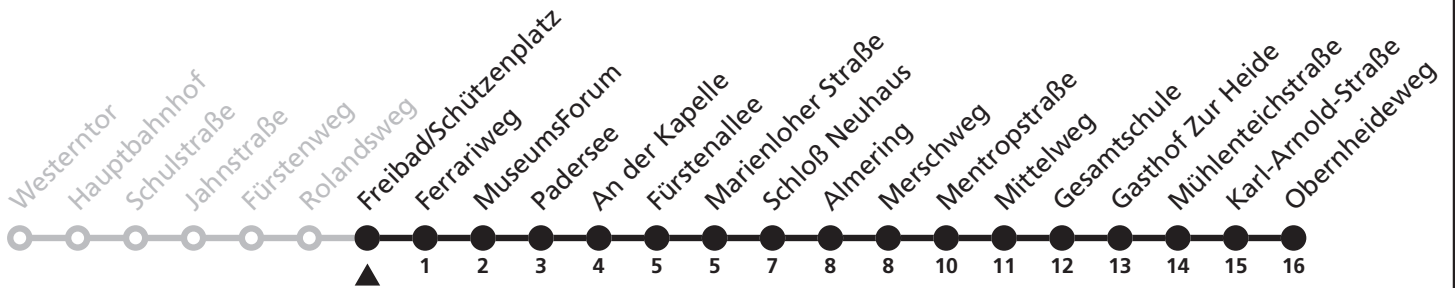 Westerntor
Hauptbahnhof
Schulstraße
Jahnstraße
Fürstenweg
Rolandsweg
Freibad/Schützenplatz
Ferrariweg
MuseumsForum
Padersee
An der Kapelle
Fürstenallee
Marienloher Straße
Schloß Neuhaus
Almering
Merschweg
Mentropstraße
Mittelweg
Gesamtschule
Gasthof Zur Heide
Mühlenteichstraße
Karl-Arnold-Straße
Obernheideweg
1 2 3 4 5 5 7 8 8 10 11 12 13 14 15 16